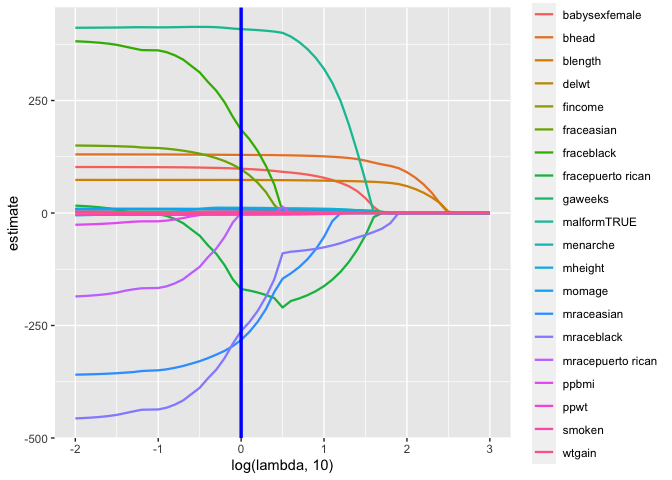 250
0
-250
-500
estimate
-2
-1
0
1
2
3
log(lambda, 10)
babysexfemale
bhead
blength
delwt
fincome
fraceasian
fraceblack
fracepuerto rican
gaweeks
malformTRUE
menarche
mheight
momage
mraceasian
mraceblack
mracepuerto rican
ppbmi
ppwt
smoken
wtgain